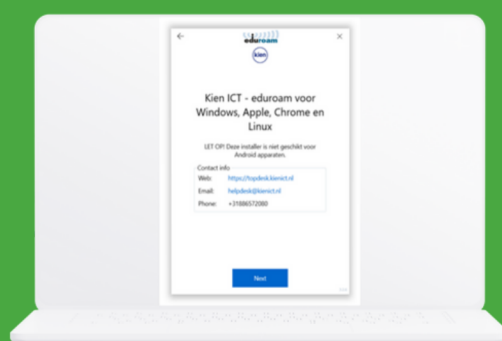 eduroam
kien
Kien ICT - eduroam voor
Windows, Apple, Chrome en
Linux
LET OP! Deze installer is niet geschikt voor
Android apparaten.
Contact info
Web: https://topdesk.kienict.nl
Email: helpdesk@kienict.nl
Phone: +31886572080
Next